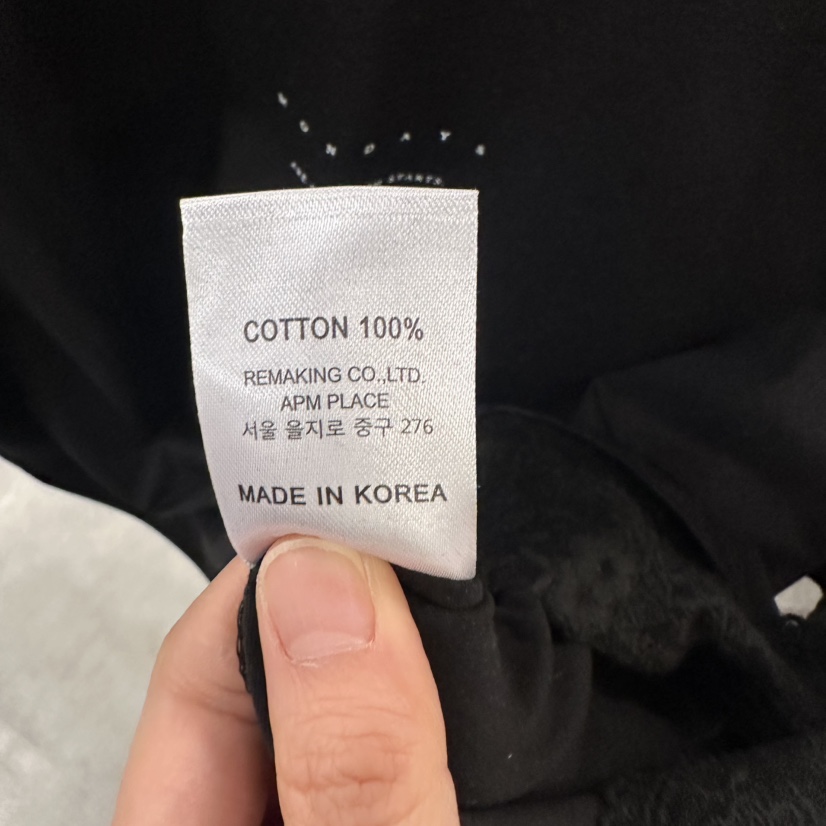 COTTON 100%
REMAKING CO.,LTD.
APM PLACE
서울 을지로 중구 276
MADE IN KOREA